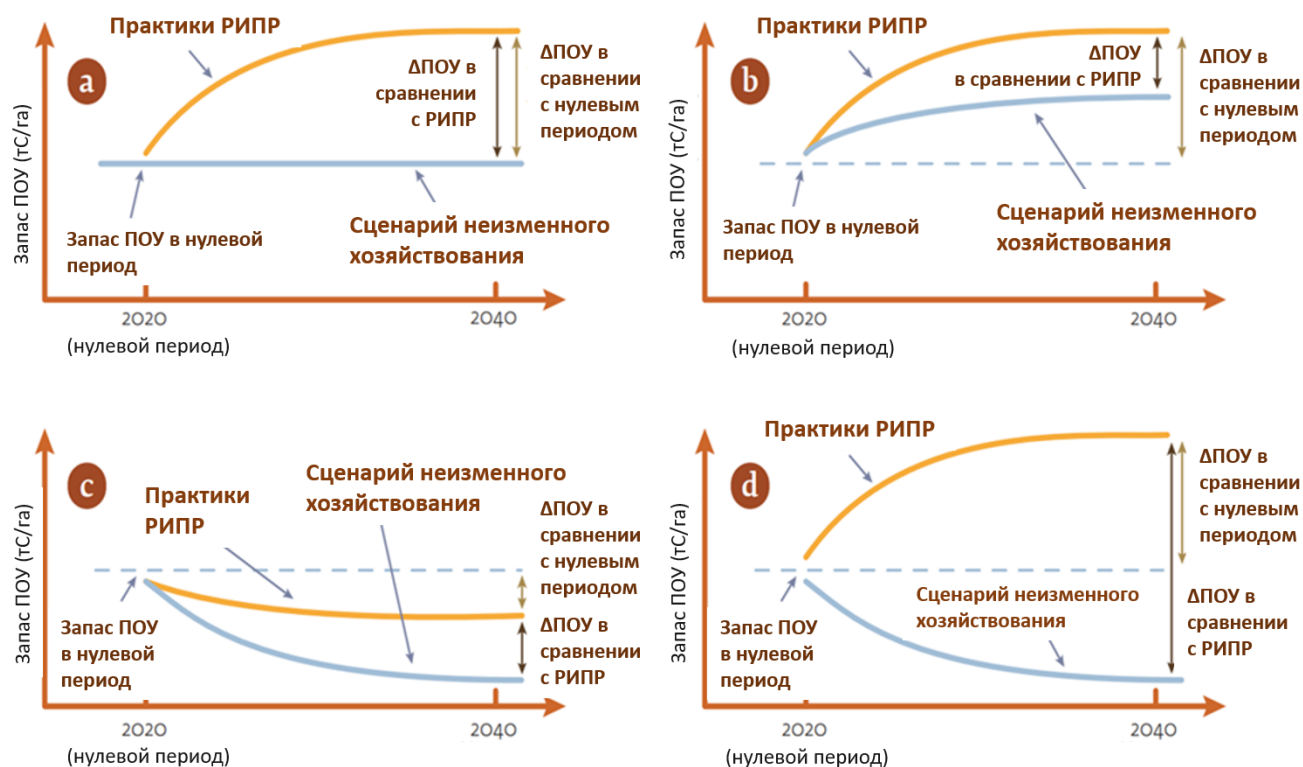 Практики РИПР
a
ΔПОУ в
сравнении
с РИПР
ΔПОУ в
сравнении
с нулевым
периодом
Запас ПОУ (тС/га)
Запас ПОУ в нулевой
период
Сценарий неизменного
хозяйствования
2020
2040
(нулевой период)
Практики РИПР
b
ΔПОУ
в сравнении с РИПР
ΔПОУ в
сравнении
с нулевым
периодом
Запас ПОУ (тС/га)
Запас ПОУ в нулевой
период
Сценарий неизменного
хозяйствования
2020
2040
(нулевой период)
c
Сценарий неизменного
хозяйствования
Практики
РИПР
ΔПОУ в
сравнении
с нулевым
периодом
Запас ПОУ (тС/га)
Запас ПОУ
в нулевой
период
ΔПОУ в
сравнении
с РИПР
2020
2040
(нулевой период)
Практики РИПР
d
ΔПОУ в
сравнении
с нулевым
периодом
Запас ПОУ (тС/га)
Запас ПОУ
в нулевой
период
Сценарий неизменного
хозяйствования
ΔПОУ в
сравнении
с РИПР
2020
2040
(нулевой период)